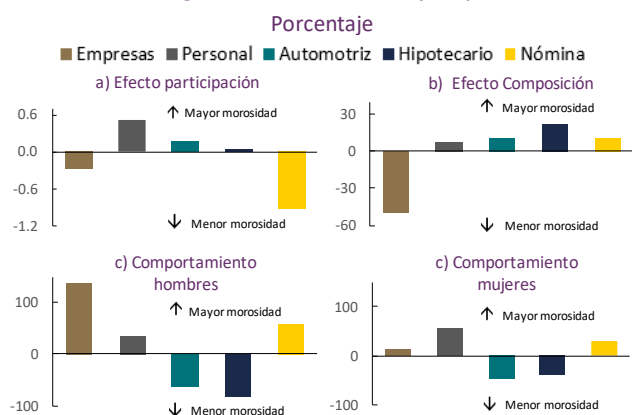 Porcentaje
Empresas Personal Automotriz Hipotecario Nómina
a) Efecto participación
b) Efecto Composición
0.6
0.0
-0.6
-1.2
↑ Mayor morosidad
↓ Menor morosidad
30
0
-30
-60
↑ Mayor morosidad
↓ Menor morosidad
c) Comportamiento
hombres
100
0
-100
↑ Mayor morosidad
↓ Menor morosidad
c) Comportamiento
mujeres
100
0
-100
↑ Mayor morosidad
↓ Menor morosidad